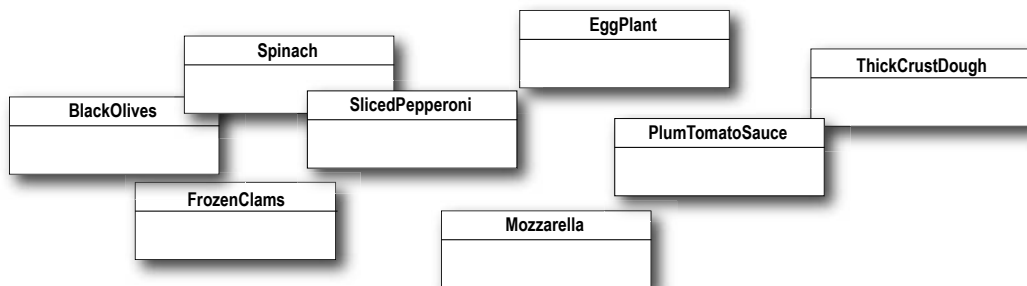 EggPlant
Spinach
ThickCrustDough
BlackOlives
SlicedPepperoni
PlumTomatoSauce
FrozenClams
Mozzarella